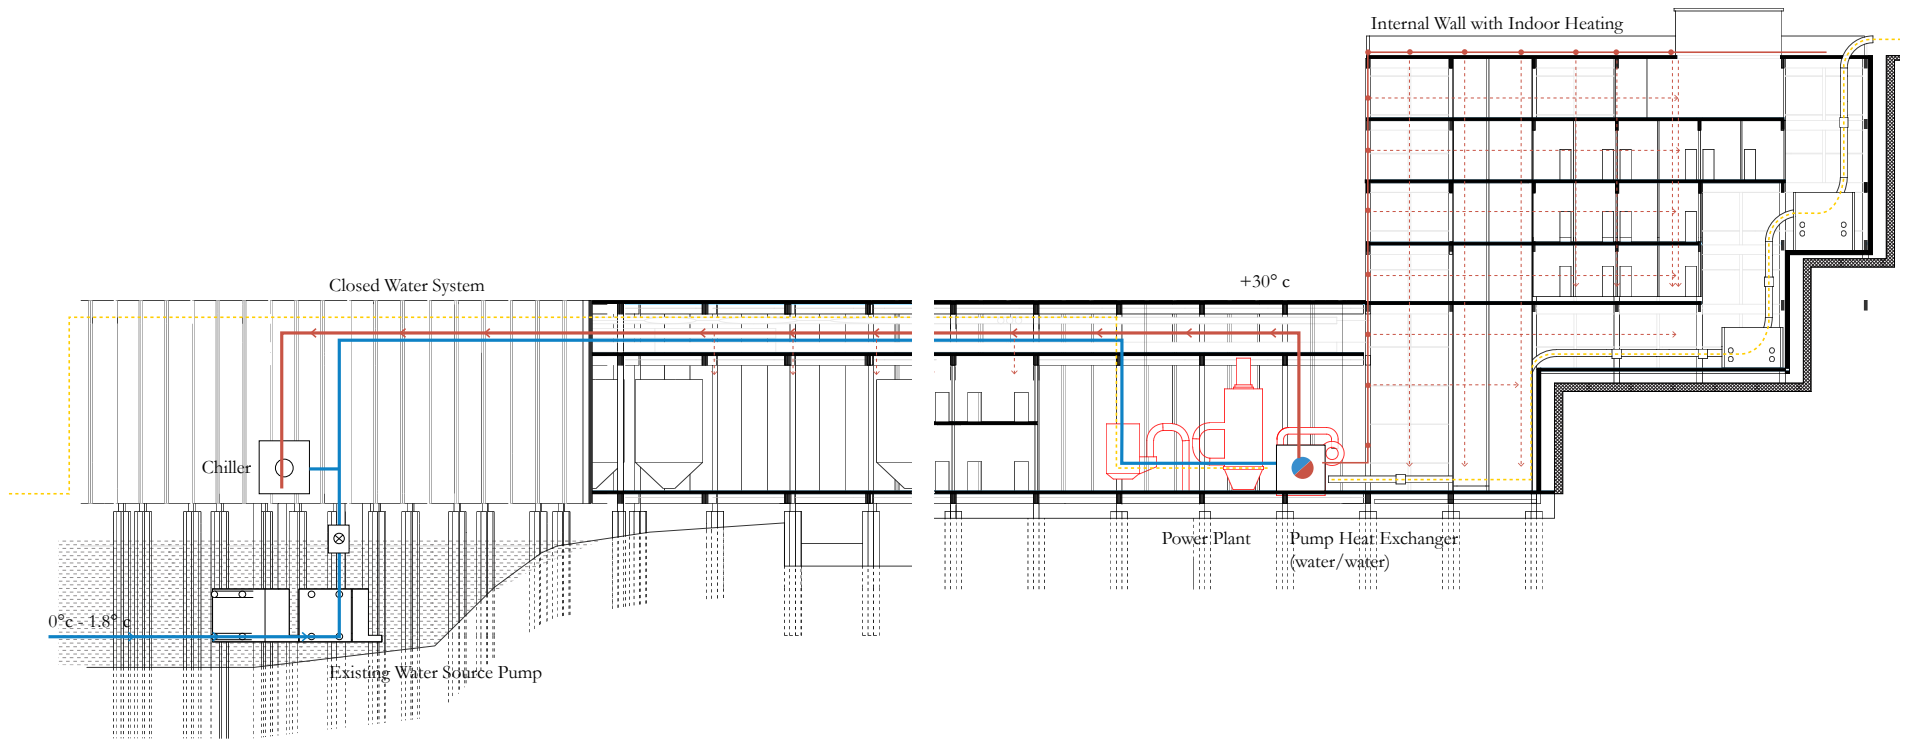 Internal Wall with Indoor Heating
Closed Water System
+30° c
Chiller
Power Plant
Pump Heat Exchanger
(water/water)
0°c - 1.8° c
Existing Water Source Pump